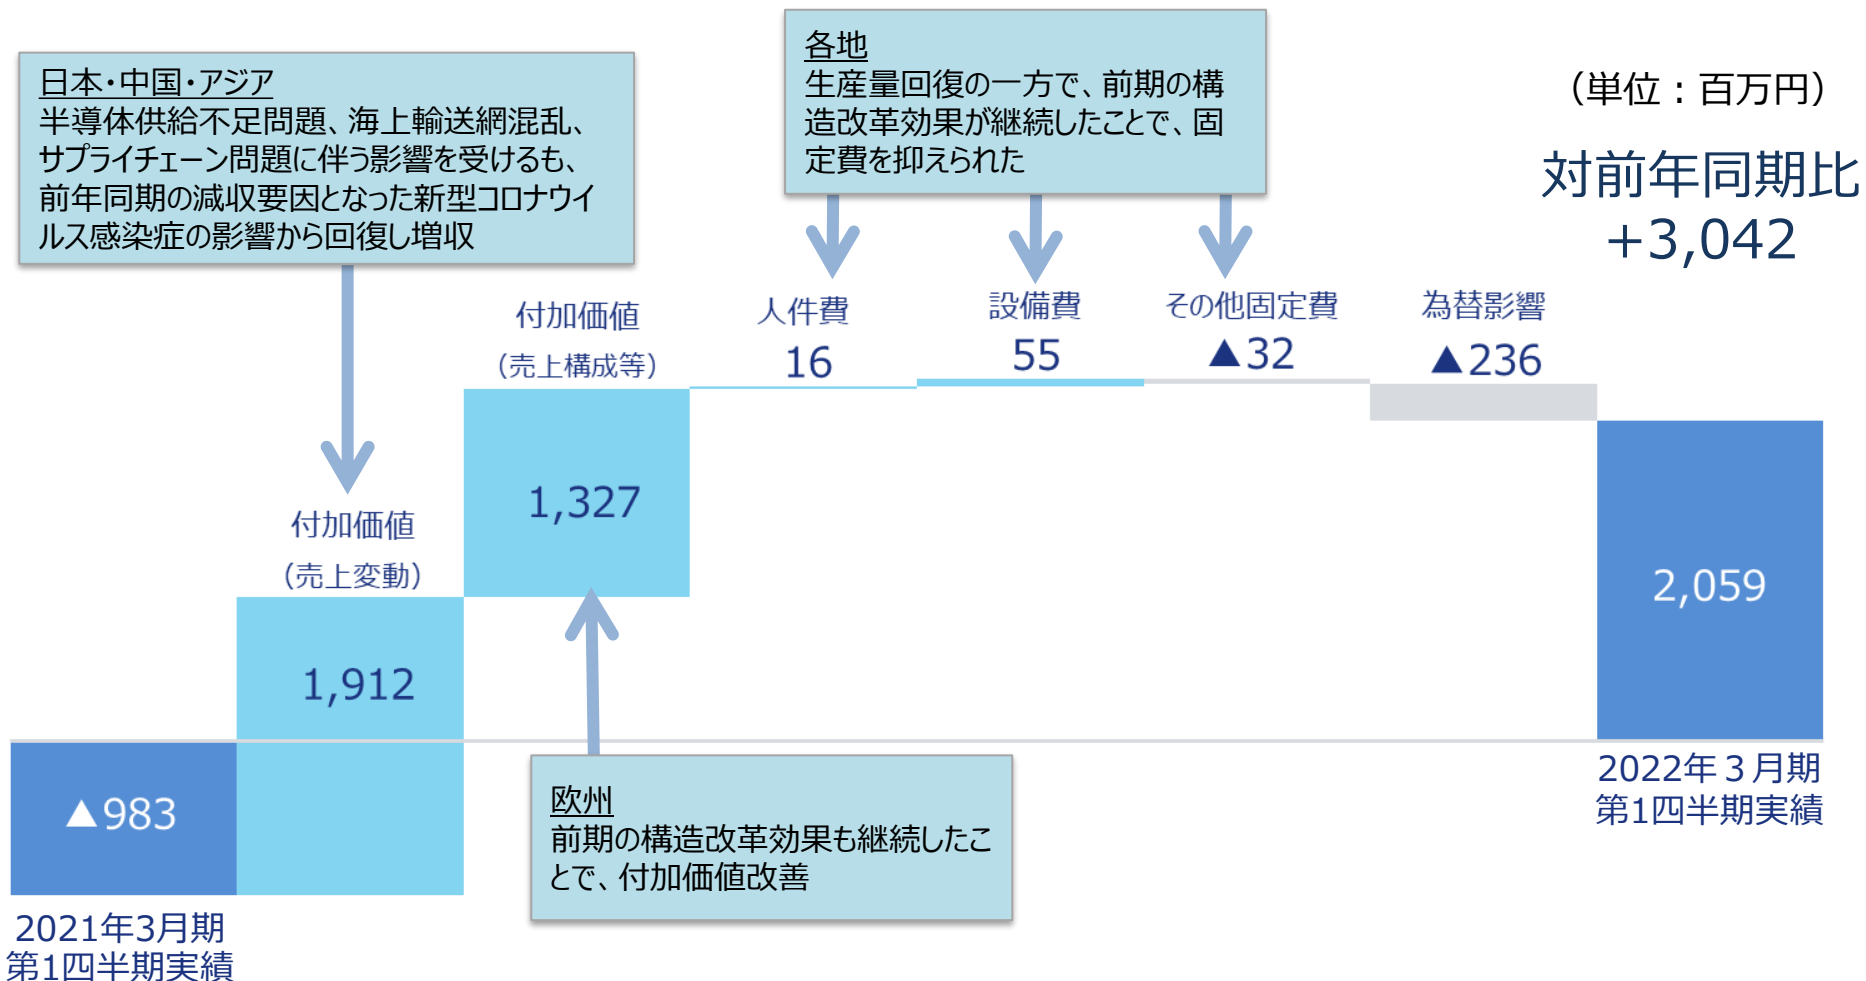 日本・中国・アジア
半導体供給不足問題、海上輸送網混乱、
サプライチェーン問題に伴う影響を受けるも、
前年同期の減収要因となった新型コロナウイ
ルス感染症の影響から回復し増収
各地
生産量回復の一方で、前期の構
造改革効果が継続したことで、固
定費を抑えられた
（単位：百万円）
対前年同期比
+3,042
付加価値
（売上構成等）
人件費
16
設備費
55
その他固定費
▲32
為替影響
▲236
1,327
付加価値
（売上変動）
1,912
2,059
▲983
欧州
前期の構造改革効果も継続したこ
とで、付加価値改善
2022年３月期
第1四半期実績
2021年3月期
第1四半期実績